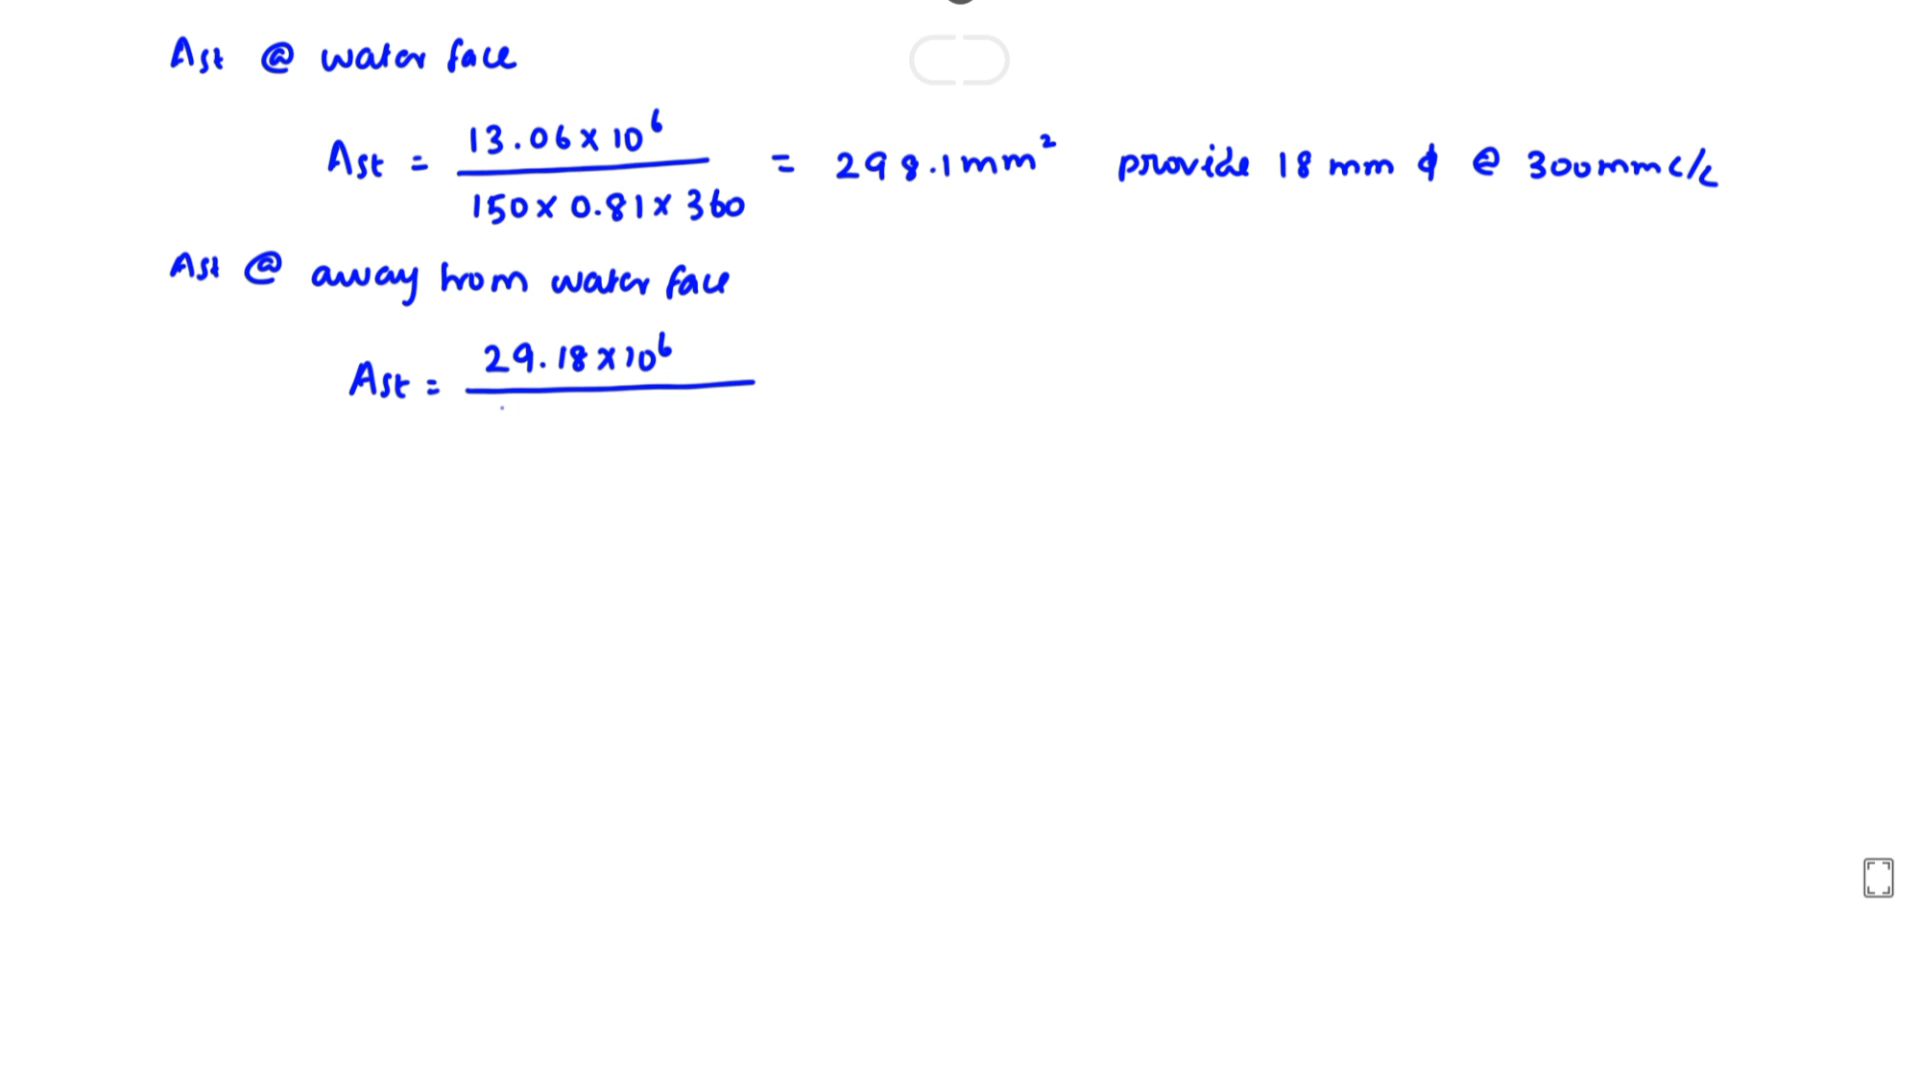 Ast @ water face
Ast = 13.06 x 10^6 / 150 x 0.81 x 360 = 298.1 mm² provide 18 mm ϕ @ 300mm c/c
Ast @ away from water face
Ast = 29.18 x 10^6